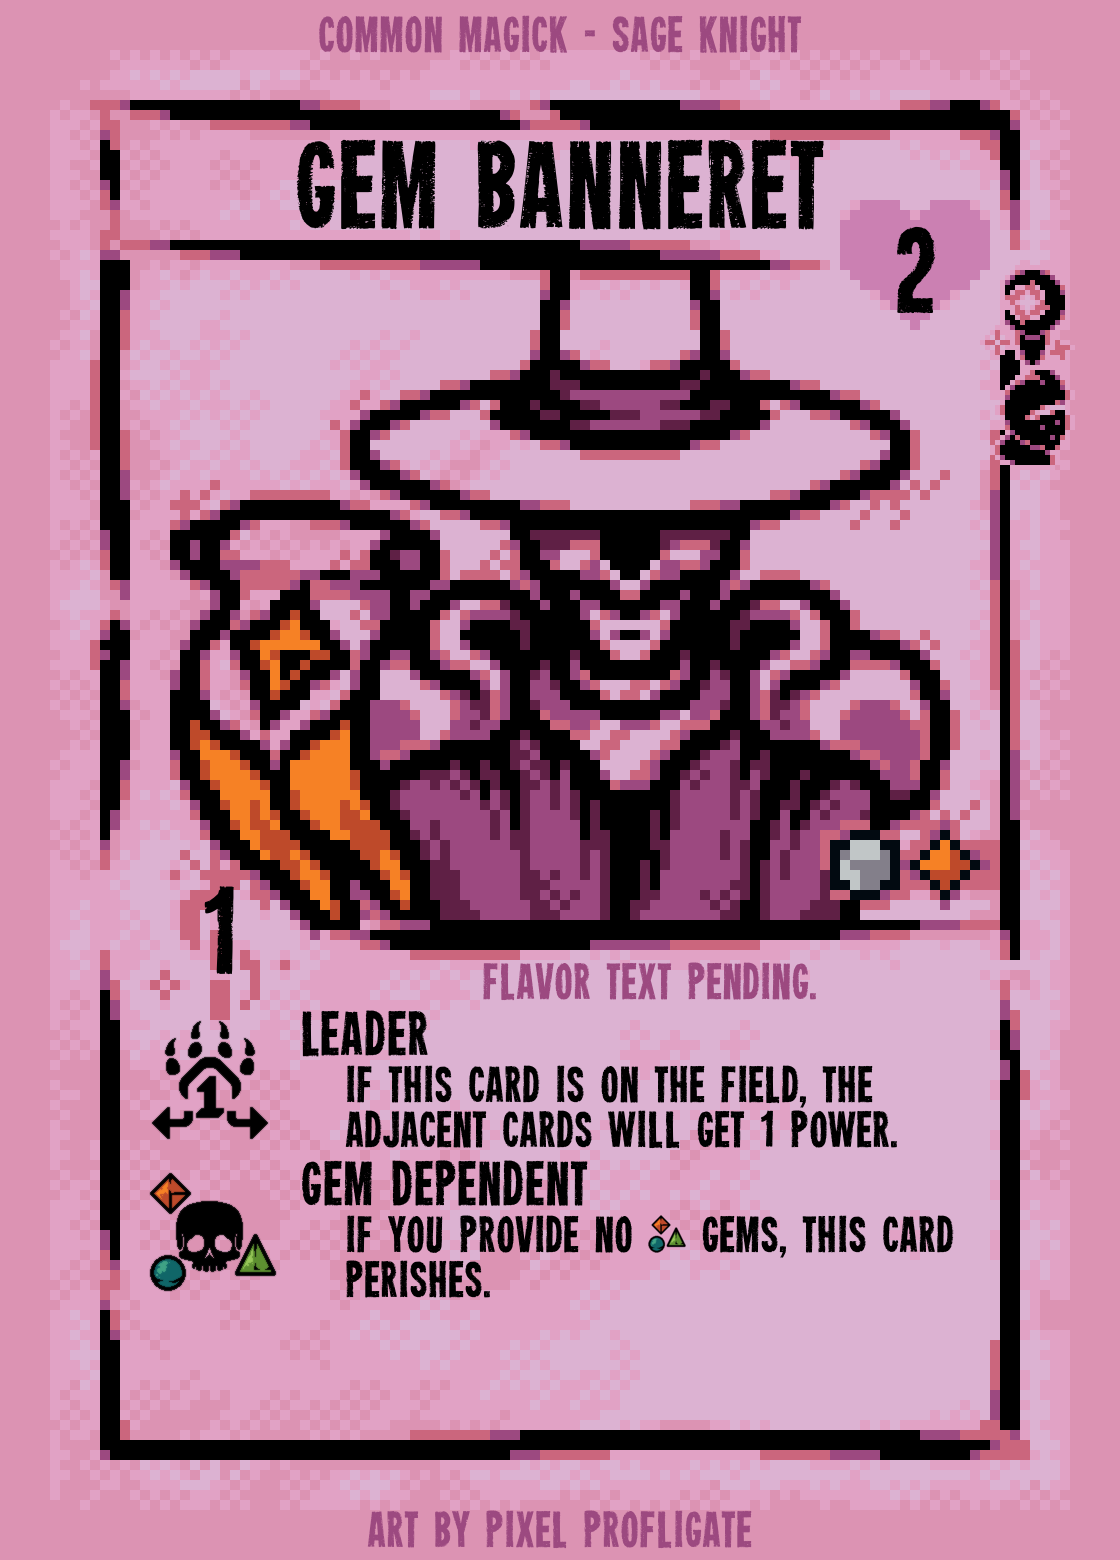 COMMON MAGICK - SAGE KNIGHT
GEM BANNERET
2
1
FLAVOR TEXT PENDING.
LEADER
IF THIS CARD IS ON THE FIELD, THE
ADJACENT CARDS WILL GET 1 POWER.
1
GEM DEPENDENT
IF YOU PROVIDE NO GEMS, THIS CARD
PERISHES.
ART BY PIXEL PROFLIGATE